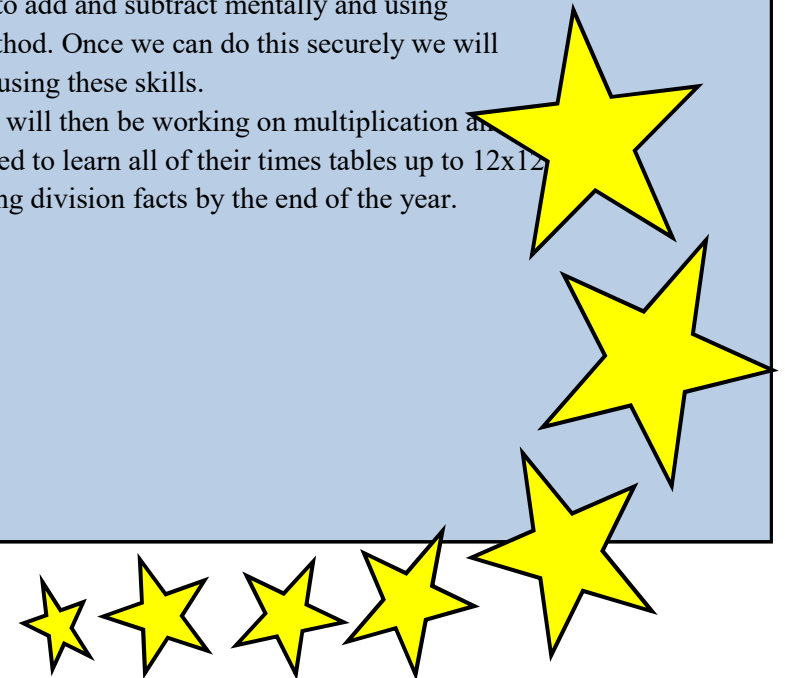 to add and subtract mentally and using
thod. Once we can do this securely we will
using these skills.
will then be working on multiplication an
ed to learn all of their times tables up to 12x12
ng division facts by the end of the year.